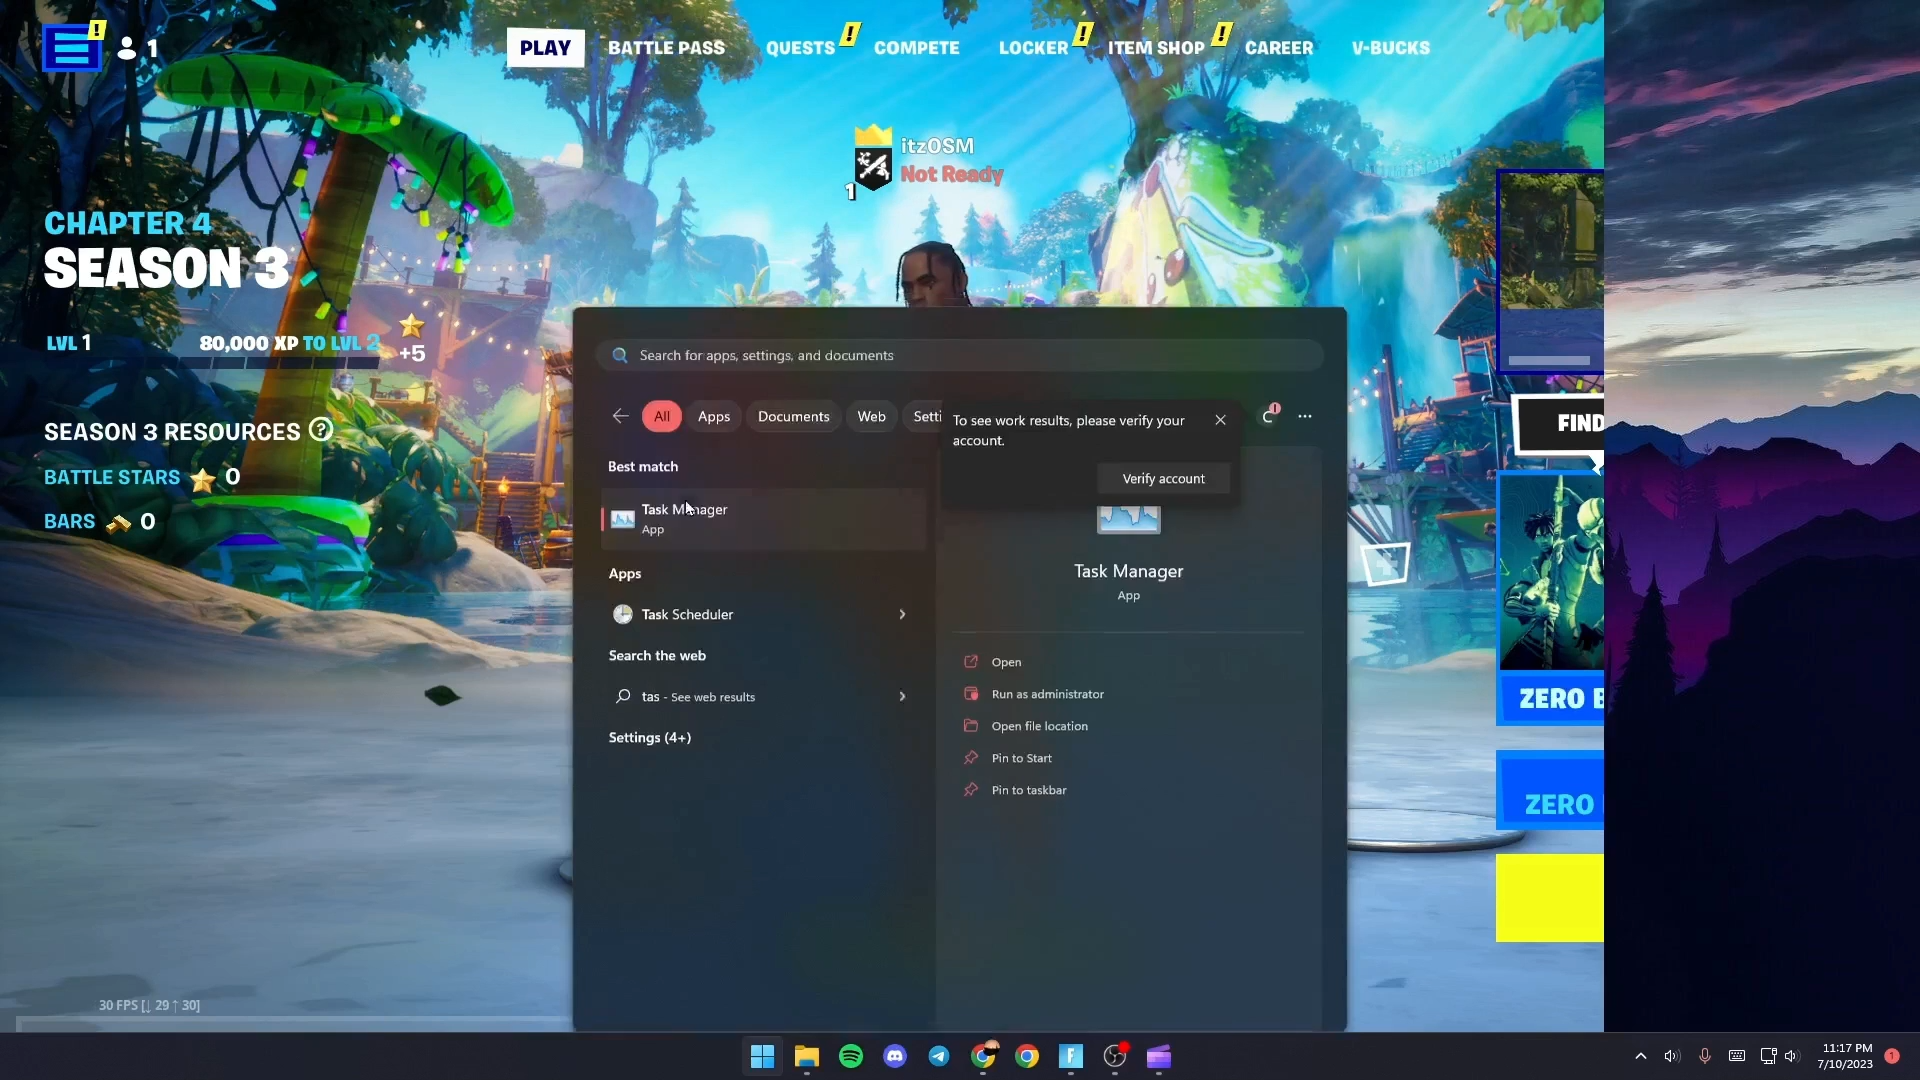 !
1
PLAY
BATTLE PASS
QUESTS
!
COMPETE
LOCKER
!
ITEM SHOP
!
CAREER
V-BUCKS
itzOSM
Not Ready
1
CHAPTER 4
SEASON 3
LVL 1
80,000 XP TO LVL 2
+5
SEASON 3 RESOURCES ?
BATTLE STARS 0
BARS 0
Search for apps, settings, and documents
All
Apps
Documents
Web
Setti
To see work results, please verify your
account.
Verify account
C
!
Best match
Task Manager
App
Apps
Task Scheduler
Search the web
tas - See web results
Settings (4+)
Task Manager
App
Open
Run as administrator
Open file location
Pin to Start
Pin to taskbar
FIND
ZERO B
ZERO
30 FPS [↓ 29 ↑ 30]
F
11:17 PM
7/10/2023
1